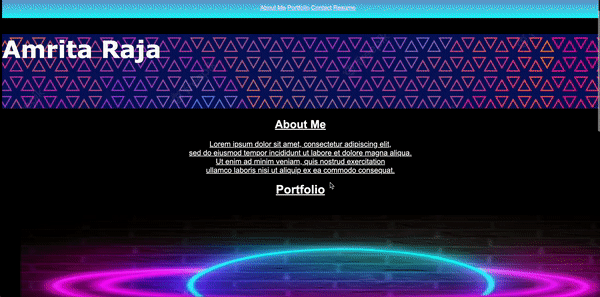 About Me Portfolio Contact Resume
Amrita Raja
About Me
Lorem ipsum dolor sit amet, consectetur adipiscing elit,
sed do eiusmod tempor incididunt ut labore et dolore magna aliqua.
Ut enim ad minim veniam, quis nostrud exercitation
ullamco laboris nisi ut aliquip ex ea commodo consequat.
Portfolio